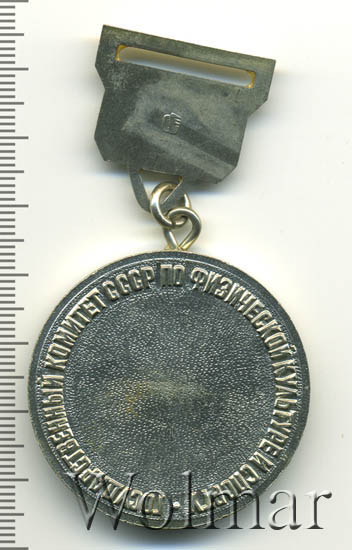 ГОСУДАРСТВЕННЫЙ КОМИТЕТ СССР ПО ФИЗИЧЕСКОЙ КУЛЬТУРЕ И СПОРТУ •
Wolmar